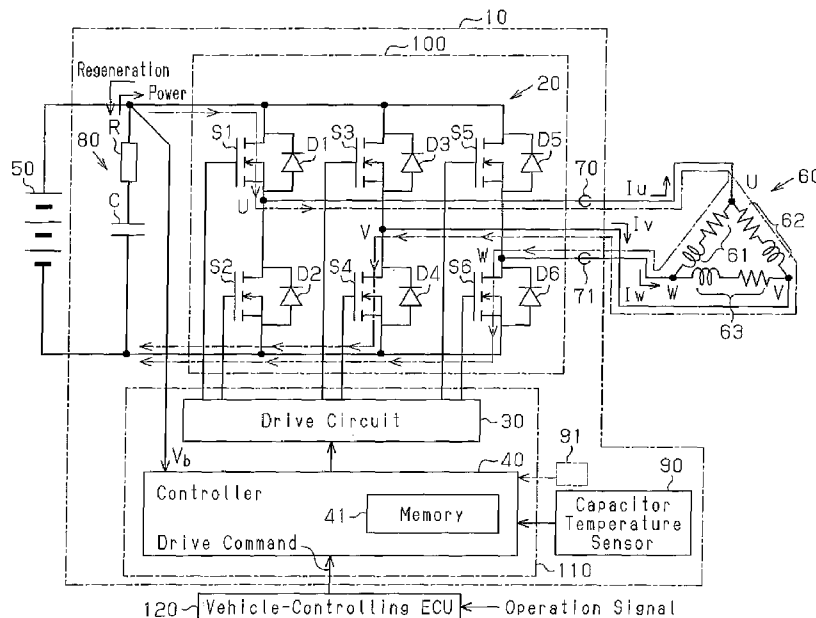 10
100
Regeneration
Power
20
R
S1
D1
S3
D3
S5
D5
80
50
70
Iu
U
60
C
U
Iv
62
V
61
W
S2
D2
S4
D4
S6
D6
71
Iw
W
V
63
Drive Circuit
30
Vb
40
91
90
Controller
41
Memory
Capacitor
Temperature
Sensor
Drive Command
110
120
Vehicle-Controlling ECU
Operation Signal